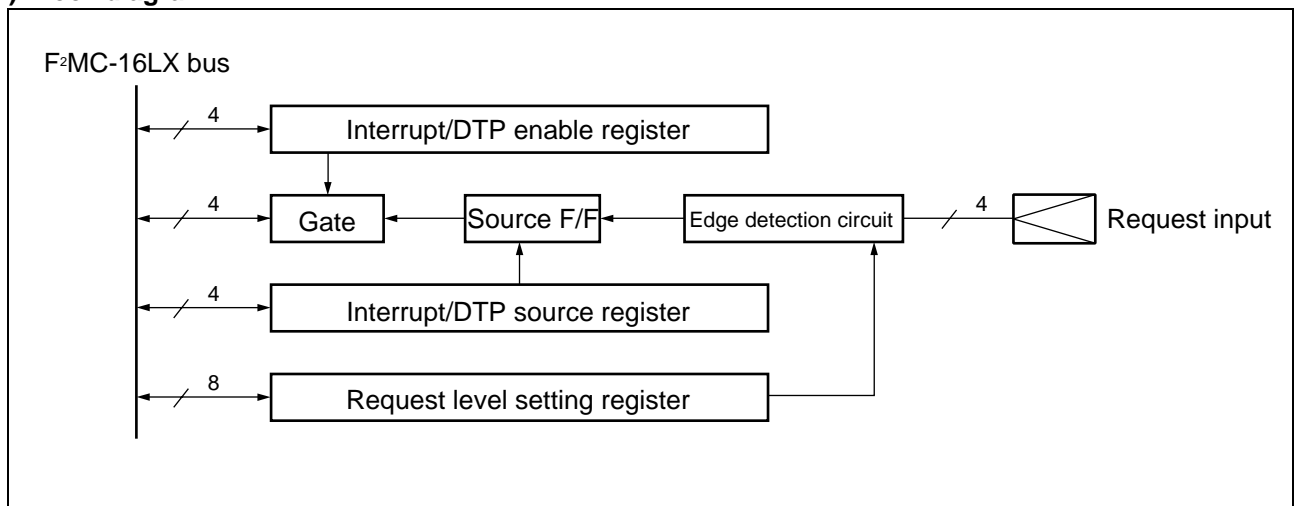 F²MC-16LX bus
4
Interrupt/DTP enable register
4
Gate
Source F/F
Edge detection circuit
4
Request input
4
Interrupt/DTP source register
8
Request level setting register